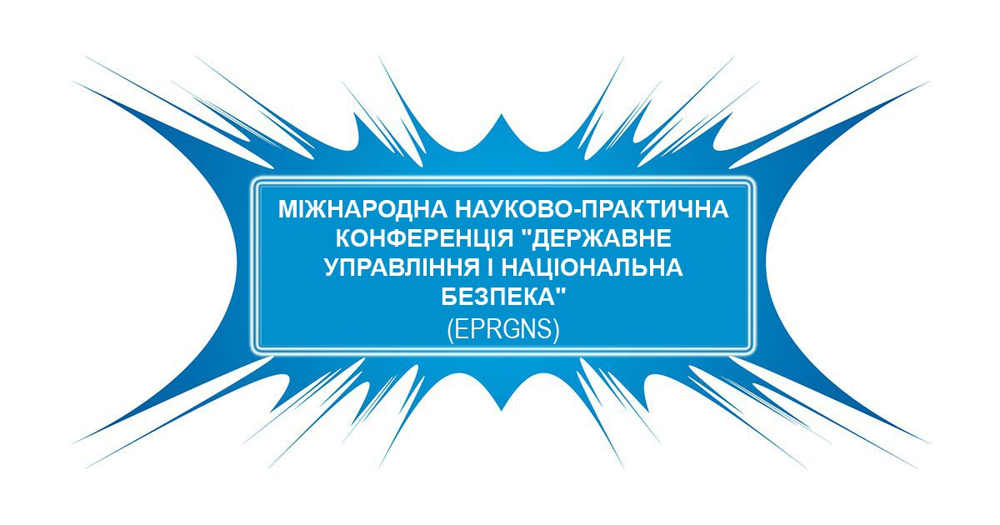 МІЖНАРОДНА НАУКОВО-ПРАКТИЧНА
КОНФЕРЕНЦІЯ "ДЕРЖАВНЕ
УПРАВЛІННЯ І НАЦІОНАЛЬНА
БЕЗПЕКА"
(EPRGNS)